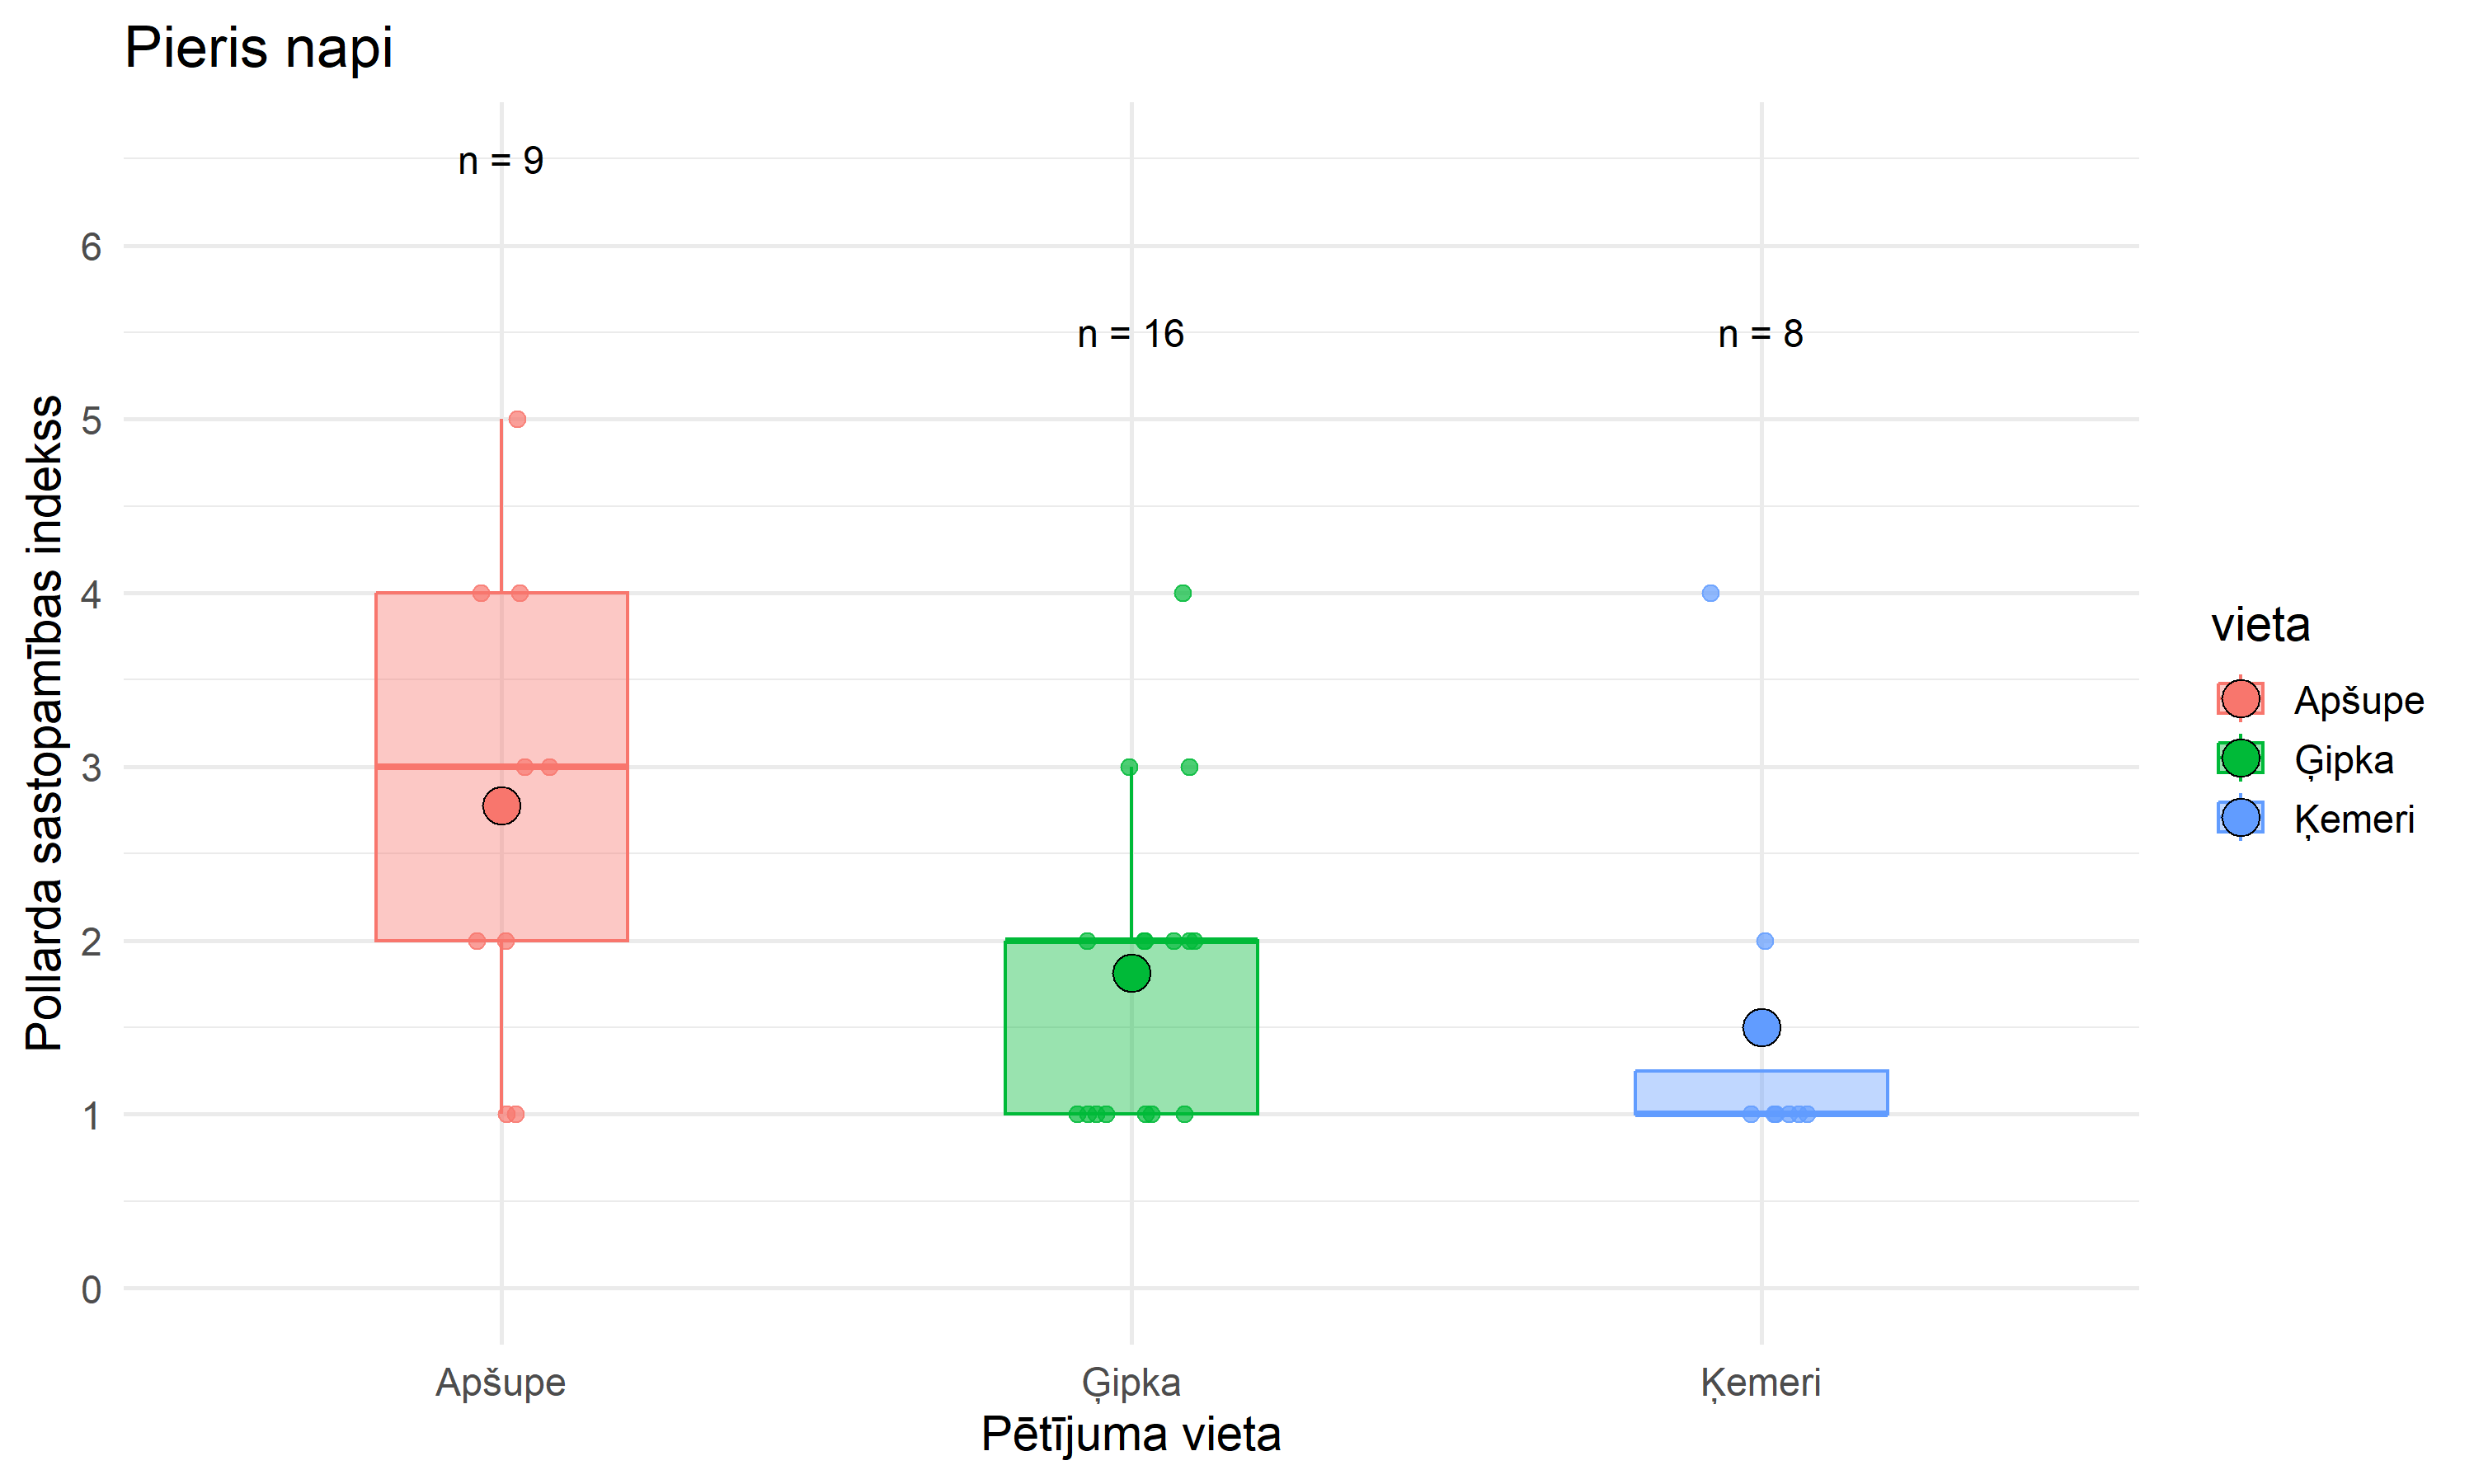 Pieris napi
n = 9
n = 16
n = 8
Pollarda sastopamības indekss
6
5
4
3
2
1
0
Apšupe
Ģipka
Ķemeri
Pētījuma vieta
vieta
Apšupe
Ģipka
Ķemeri